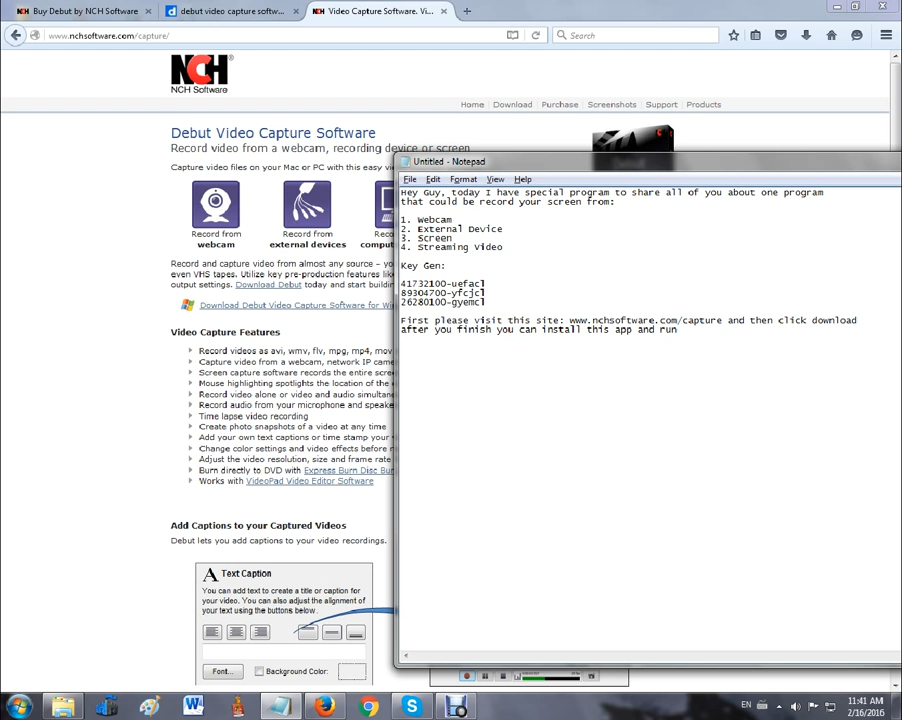 Buy Debut by NCH Software
debut video capture softw...
Video Capture Software. Vi...
www.nchsoftware.com/capture/
Search
NCH
NCH Software
Home Download Purchase Screenshots Support Products
Debut Video Capture Software
Record video from a webcam, recording device or screen
Capture video files on your Mac or PC with this easy
Record from
webcam
Record from
external devices
comput
Record and capture video from almost any source –
even VHS tapes. Utilize key pre-production features like
output settings. Download Debut today and start building
Download Debut Video Capture Software for
Video Capture Features
Record videos as avi, wmv, flv, mpg, mp4, mov
Capture video from a webcam, network IP
Screen capture software records the entire
Mouse highlighting spotlights the location of the
Record video alone or video and audio
Record audio from your microphone and
Time lapse video recording
Create photo snapshots of a video at any time
Add your own text captions or time stamp your
Change color settings and video effects before
Adjust the video resolution, size and frame rate
Burn directly to DVD with Express Burn Disc
Works with VideoPad Video Editor Software
Add Captions to your Captured Videos
Debut lets you add captions to your video recordings.
A Text Caption
You can add text to create a title or caption for
your video. You can also adjust the alignment of
your text using the buttons below.
Font... Background Color:
Untitled - Notepad
File Edit Format View Help
Hey Guy, today I have special program to share all of you about one program
that could be record your screen from:
1. Webcam
2. External Device
3. Screen
4. Streaming Video
Key Gen:
41732100-uefacl
89304700-yfcjcl
26280100-gyemcl
First please visit this site: www.nchsoftware.com/capture and then click download
after you finish you can install this app and run
EN
11:41 AM
2/16/2016